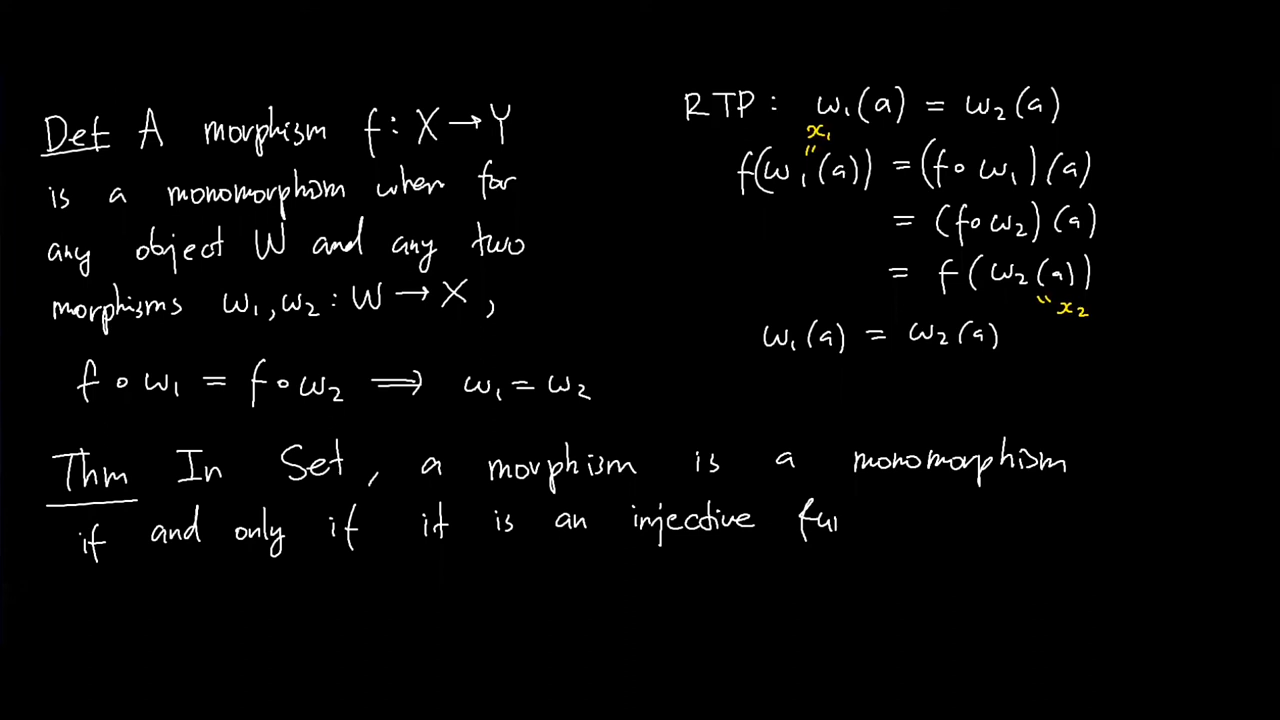 Def A morphism f : X → Y
is a monomorphism when for
any object W and any two
morphisms w₁, w₂ : W → X,
f ∘ w₁ = f ∘ w₂ ⟹ w₁ = w₂
RTP : w₁(a) = w₂(a)
x₁
"
f(w₁(a)) = (f ∘ w₁)(a)
= (f ∘ w₂)(a)
= f(w₂(a))
" x₂
w₁(a) = w₂(a)
Thm In Set, a morphism is a monomorphism
if and only if it is an injective fun